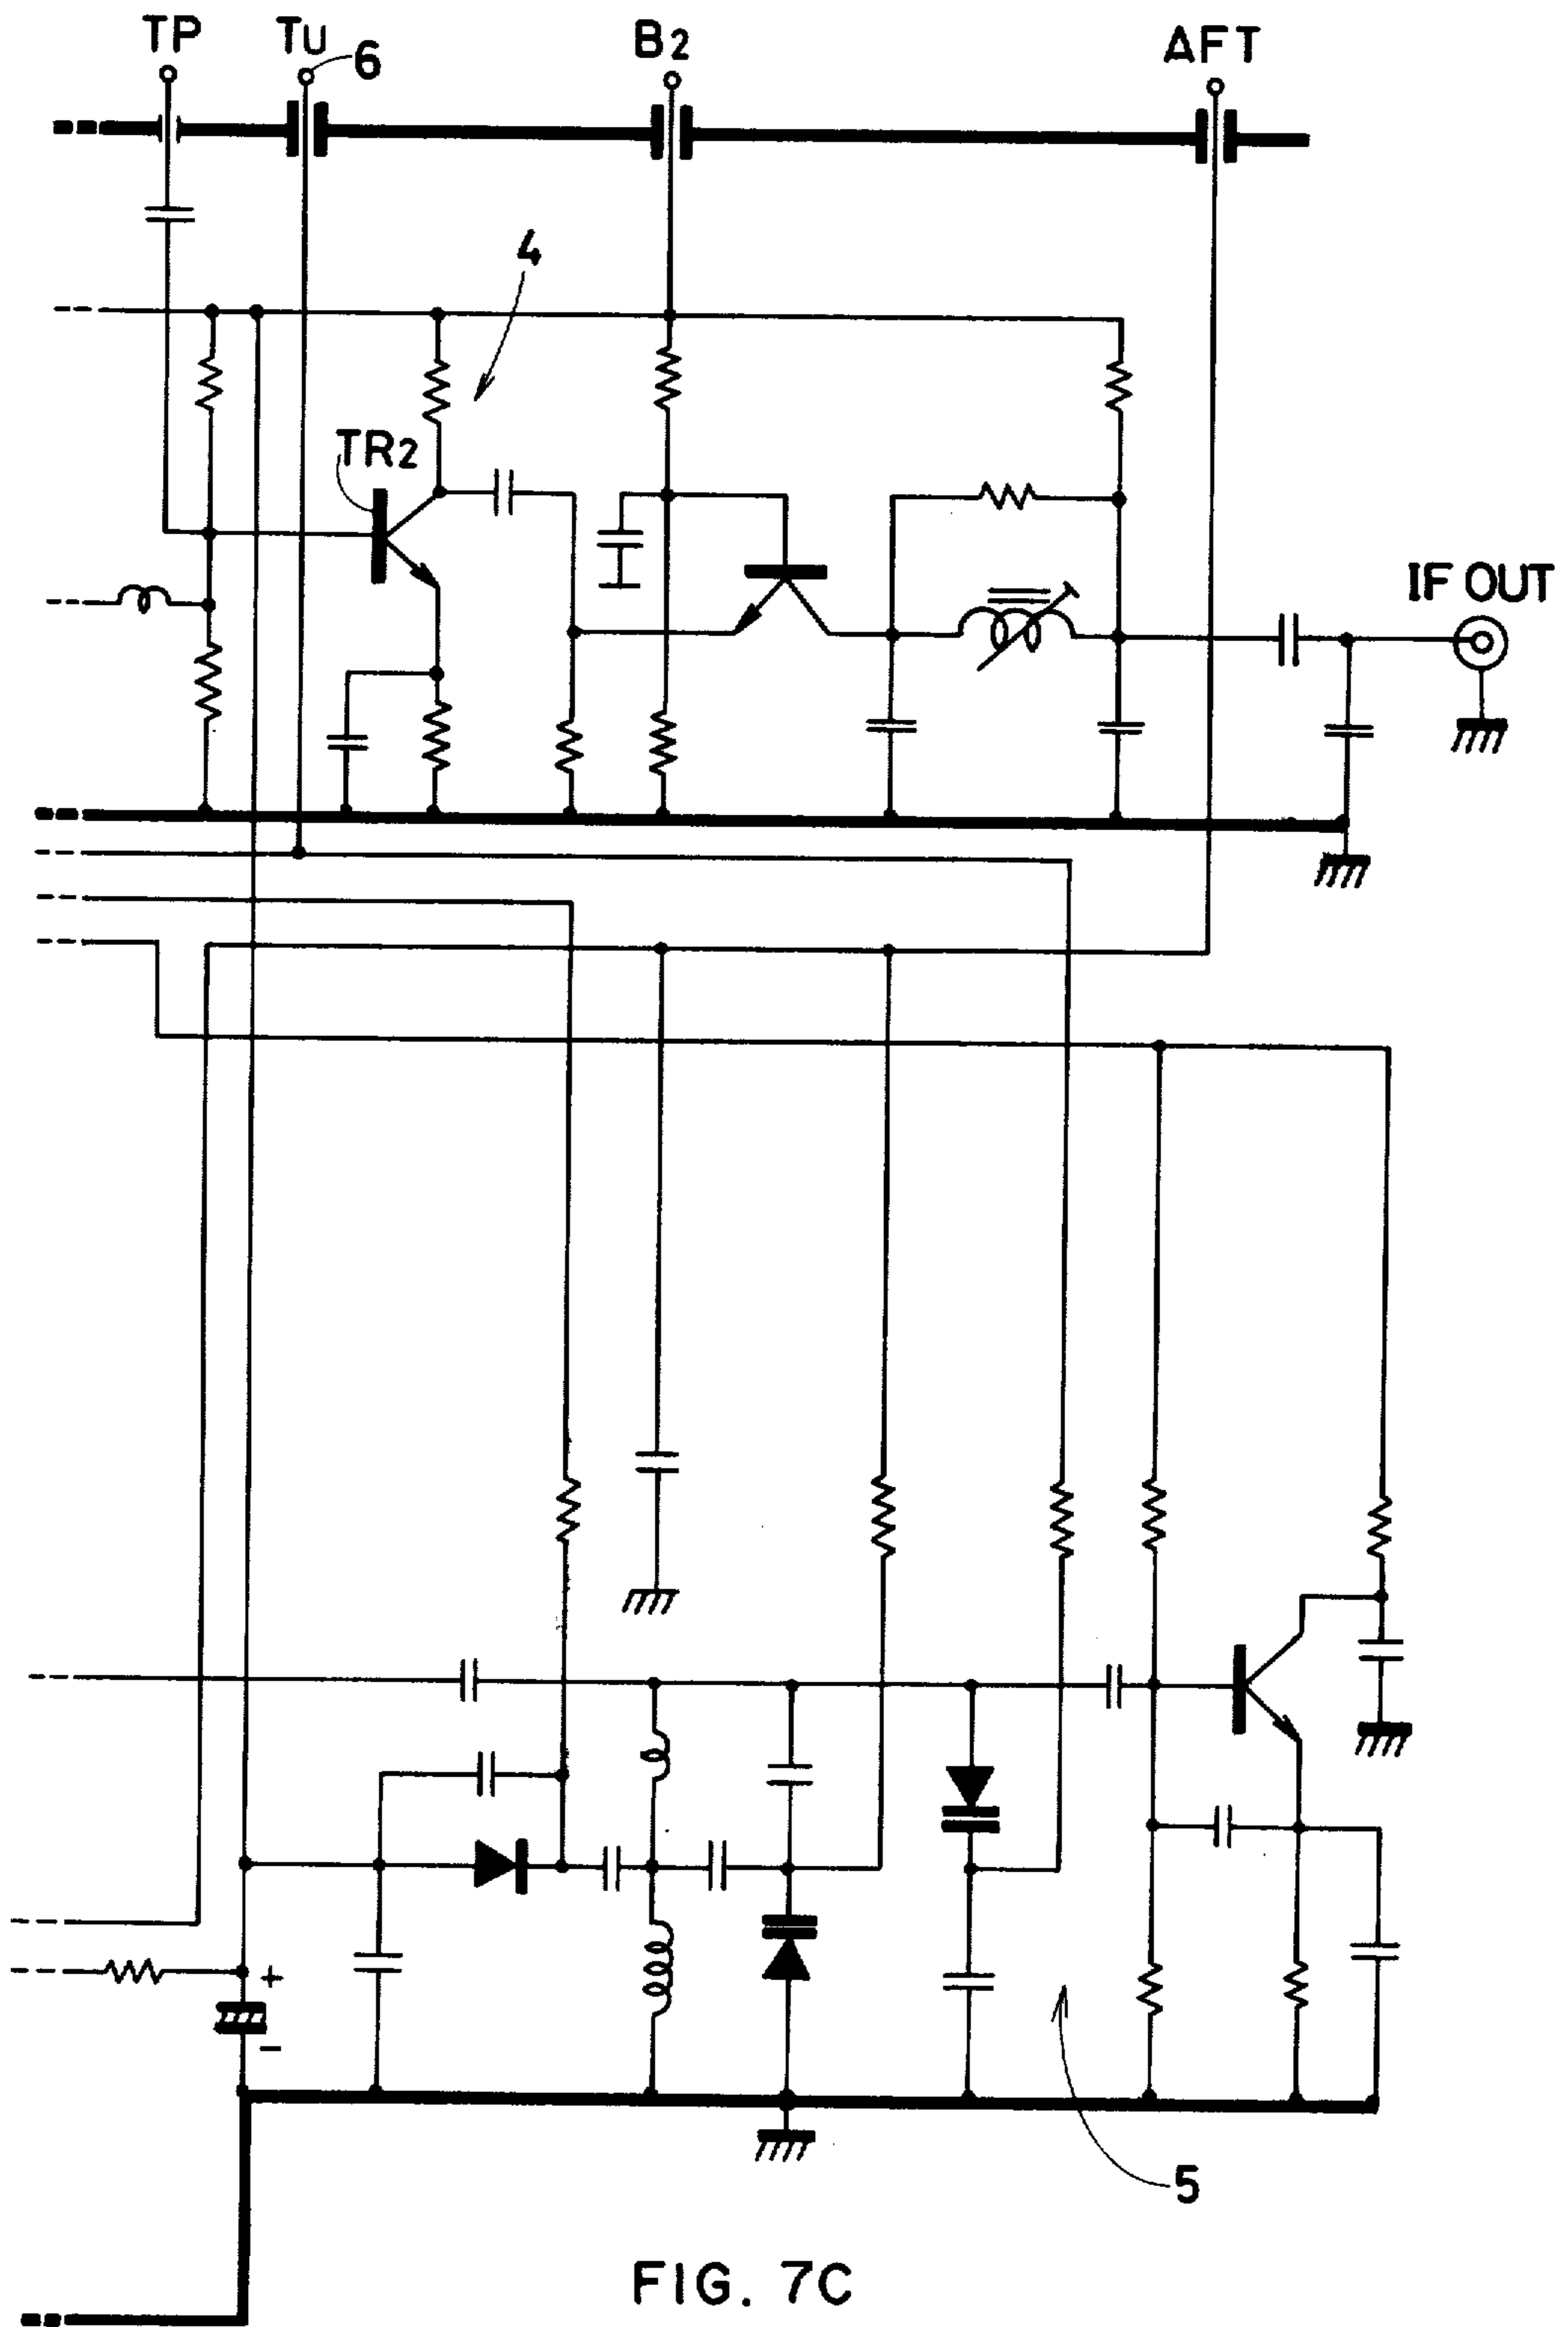 TP TU 6 B2 AFT
4
TR2
IF OUT
+
−
5
FIG. 7C